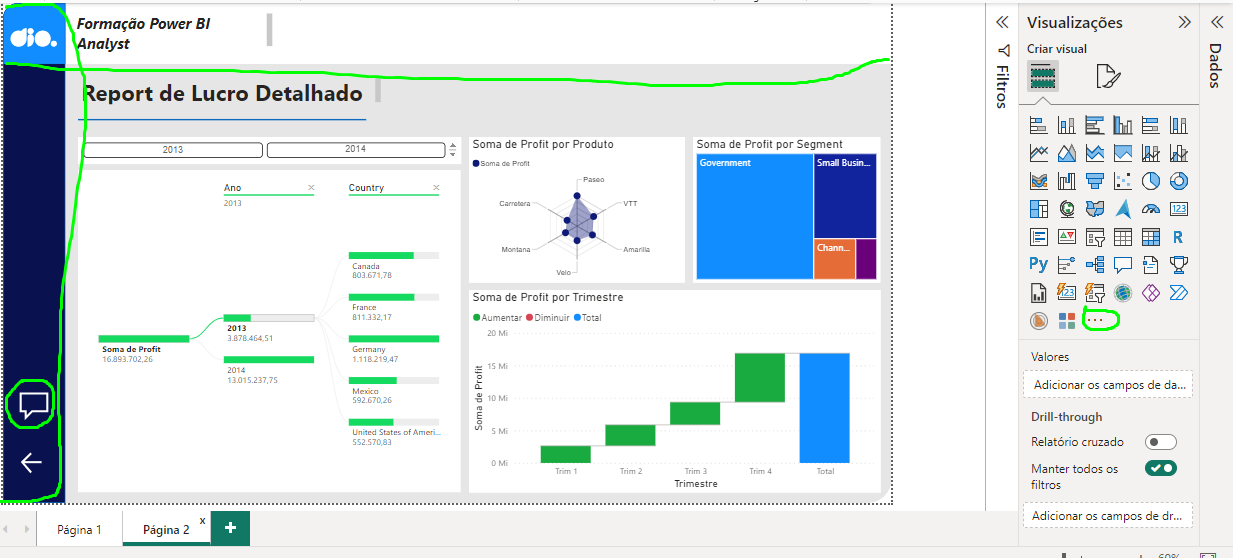 dio.
Formação Power BI
Analyst
Report de Lucro Detalhado
2013
2014
Ano
2013
Country
Canada
803.671,78
France
811.332,17
Germany
1.118.219,47
Mexico
592.670,26
United States of Ameri...
552.570,83
Soma de Profit
16.893.702,26
2013
3.878.464,51
2014
13.015.237,75
Soma de Profit por Produto
Soma de Profit
Paseo
VTT
Amarilla
Velo
Montana
Carretera
Soma de Profit por Segment
Government
Small Busin...
Chann...
Soma de Profit por Trimestre
Aumentar Diminuir Total
Soma de Profit
20 Mi
15 Mi
10 Mi
5 Mi
0 Mi
Trim 1
Trim 2
Trim 3
Trim 4
Total
Trimestre
Página 1
Página 2
x
+
Filtros
Visualizações
Criar visual
123
R
Py
123
...
Valores
Adicionar os campos de da...
Drill-through
Relatório cruzado
Manter todos os
filtros
Adicionar os campos de dr...
Dados